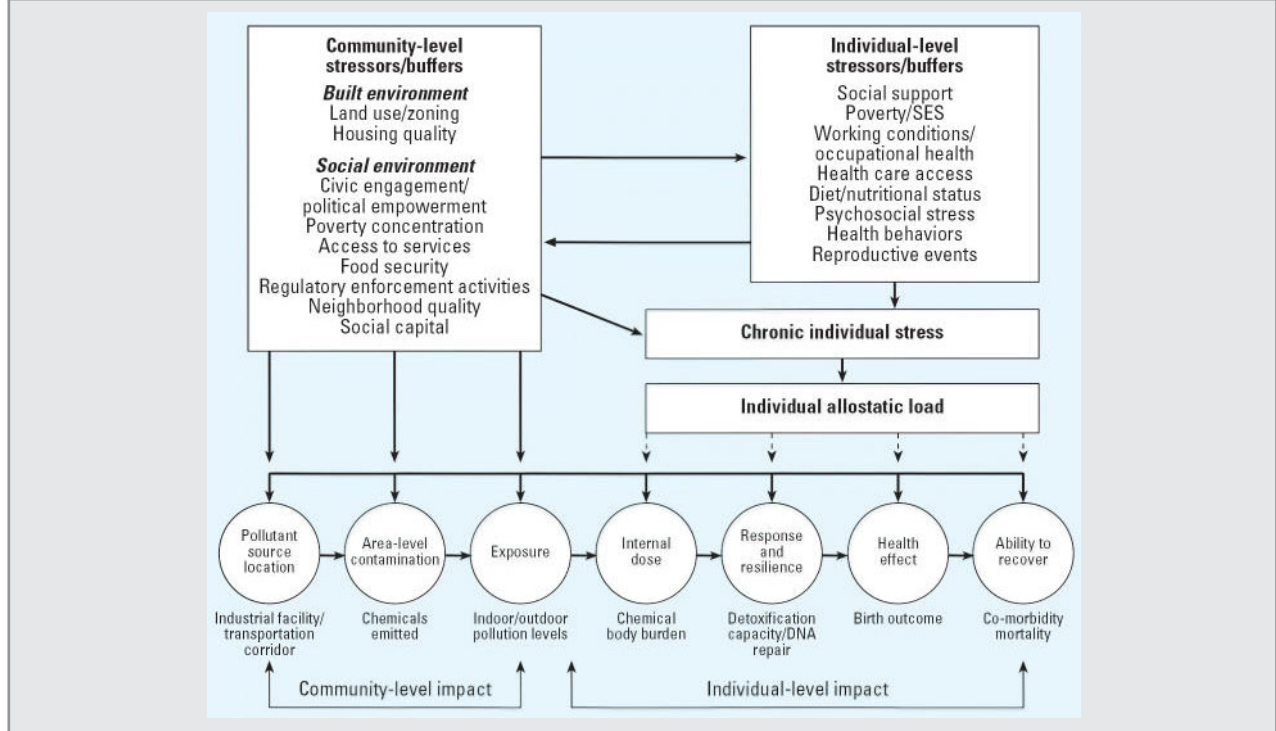 Community-level
stressors/buffers
Built environment
Land use/zoning
Housing quality
Social environment
Civic engagement/
political empowerment
Poverty concentration
Access to services
Food security
Regulatory enforcement activities
Neighborhood quality
Social capital
Individual-level
stressors/buffers
Social support
Poverty/SES
Working conditions/
occupational health
Health care access
Diet/nutritional status
Psychosocial stress
Health behaviors
Reproductive events
Chronic individual stress
Individual allostatic load
Pollutant
source
location
Area-level
contamination
Exposure
Internal
dose
Response
and
resilience
Health
effect
Ability to
recover
Industrial facility/
transportation
corridor
Chemicals
emitted
Indoor/outdoor
pollution levels
Chemical
body burden
Detoxification
capacity/DNA
repair
Birth outcome
Co-morbidity
mortality
Community-level impact
Individual-level impact